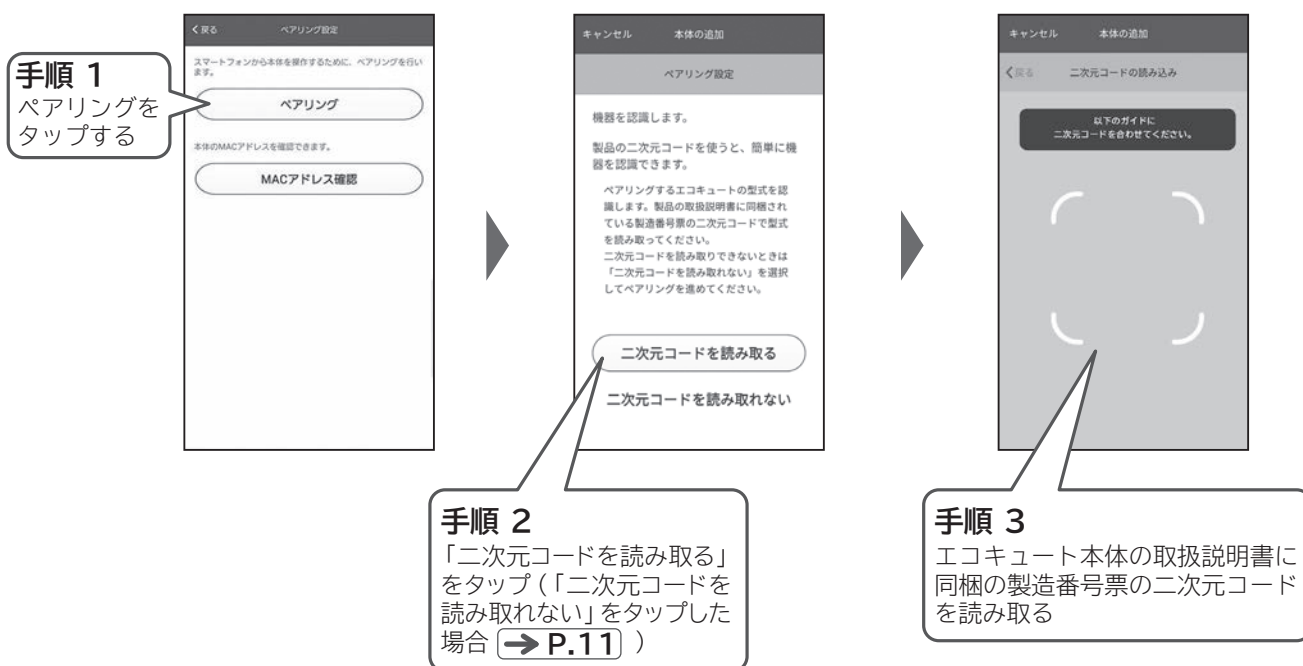 手順 1
ペアリングを
タップする
戻る ペアリング設定
スマートフォンから本体を操作するために、ペアリングを行い
ます。
ペアリング
本体のMACアドレスを確認できます。
MACアドレス確認
キャンセル 本体の追加
ペアリング設定
機器を認識します。
製品の二次元コードを使うと、簡単に機
器を認識できます。
ペアリングするエコキュートの型式を認
識します。製品の取扱説明書に同梱され
ている製造番号票の二次元コードで型式
を読み取ってください。
二次元コードを読み取りできないときは
「二次元コードを読み取れない」を選択
してペアリングを進めてください。
二次元コードを読み取る
二次元コードを読み取れない
手順 2
「二次元コードを読み取る」
をタップ(「二次元コードを
読み取れない」をタップした
場合 ➔ P.11 )
キャンセル 本体の追加
戻る 二次元コードの読み込み
以下のガイドに
二次元コードを合わせてください。
手順 3
エコキュート本体の取扱説明書に
同梱の製造番号票の二次元コード
を読み取る